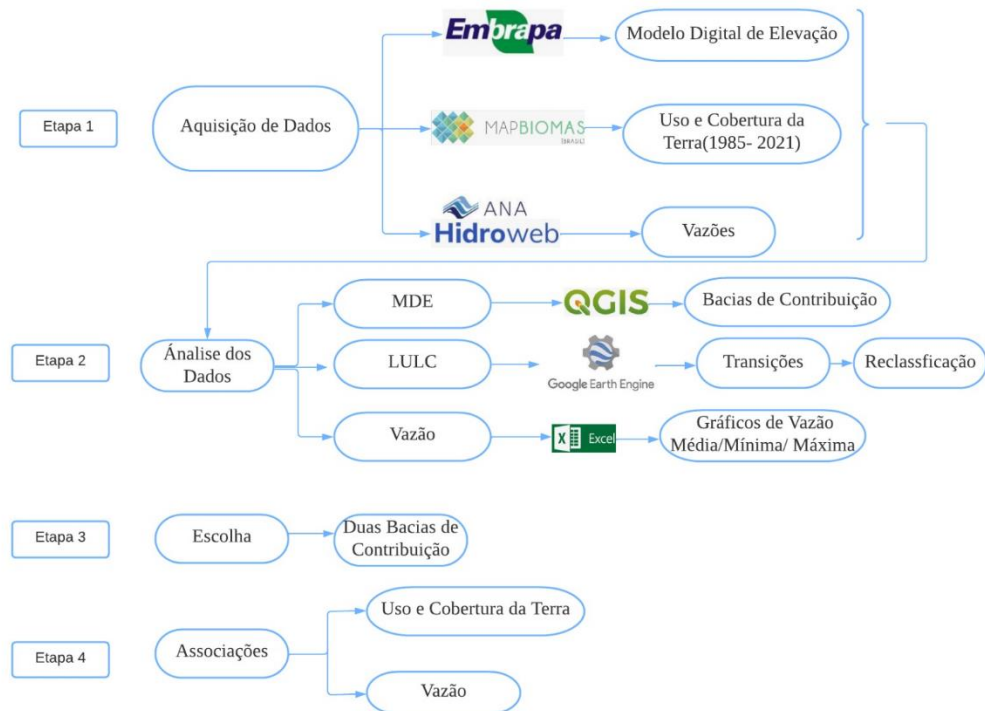 Embrapa
Modelo Digital de Elevação
Etapa 1
Aquisição de Dados
MAPBIOMAS
[BRASIL]
Uso e Cobertura da
Terra(1985- 2021)
ANA
Hidroweb
Vazões
MDE
QGIS
Bacias de Contribuição
Etapa 2
Ánalise dos
Dados
LULC
Google Earth Engine
Transições
Reclassficação
Vazão
Excel
Gráficos de Vazão
Média/Mínima/ Máxima
Etapa 3
Escolha
Duas Bacias de
Contribuição
Uso e Cobertura da Terra
Etapa 4
Associações
Vazão